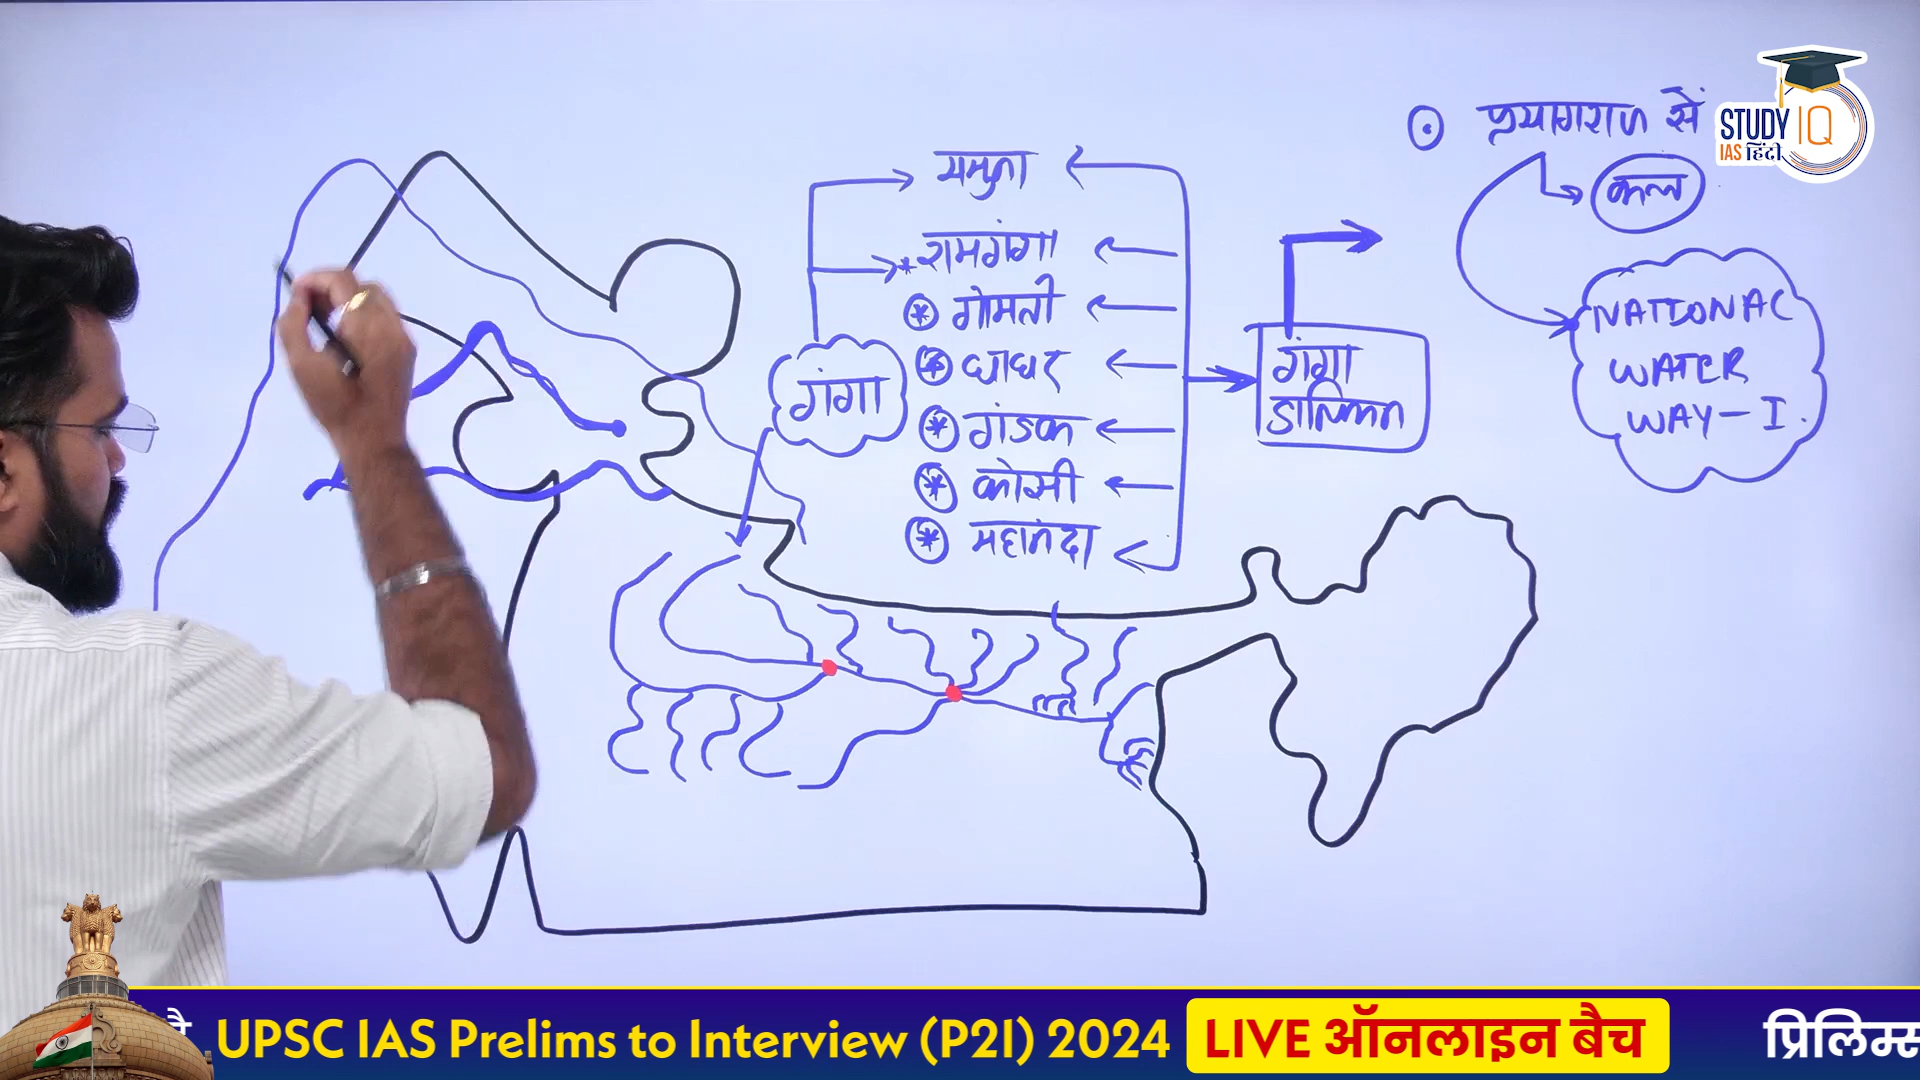 यमुना
रामगंगा
गोमती
घाघर
गंडक
कोसी
महानंदा
गंगा
गंगा
डालफिन
प्रयागराज से
NATIONAL
WATER
WAY-I.
STUDY IQ
IAS हिंदी
UPSC IAS Prelims to Interview (P2I) 2024 LIVE ऑनलाइन बैच
प्रिलिम्स